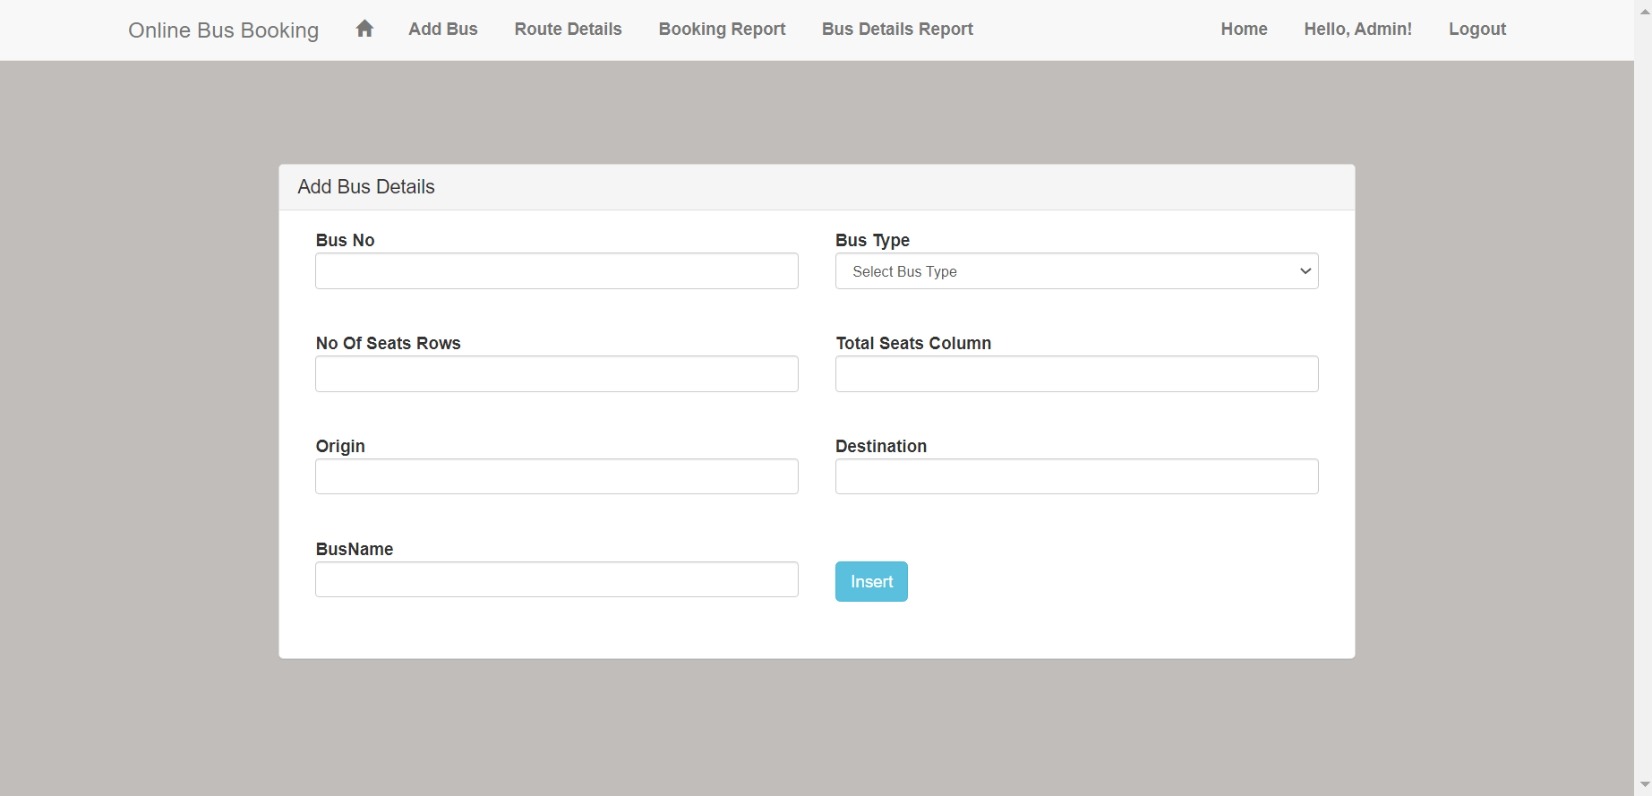 Online Bus Booking Add Bus Route Details Booking Report Bus Details Report Home Hello, Admin! Logout
Add Bus Details
Bus No Bus Type
Select Bus Type
No Of Seats Rows Total Seats Column
Origin Destination
BusName
Insert